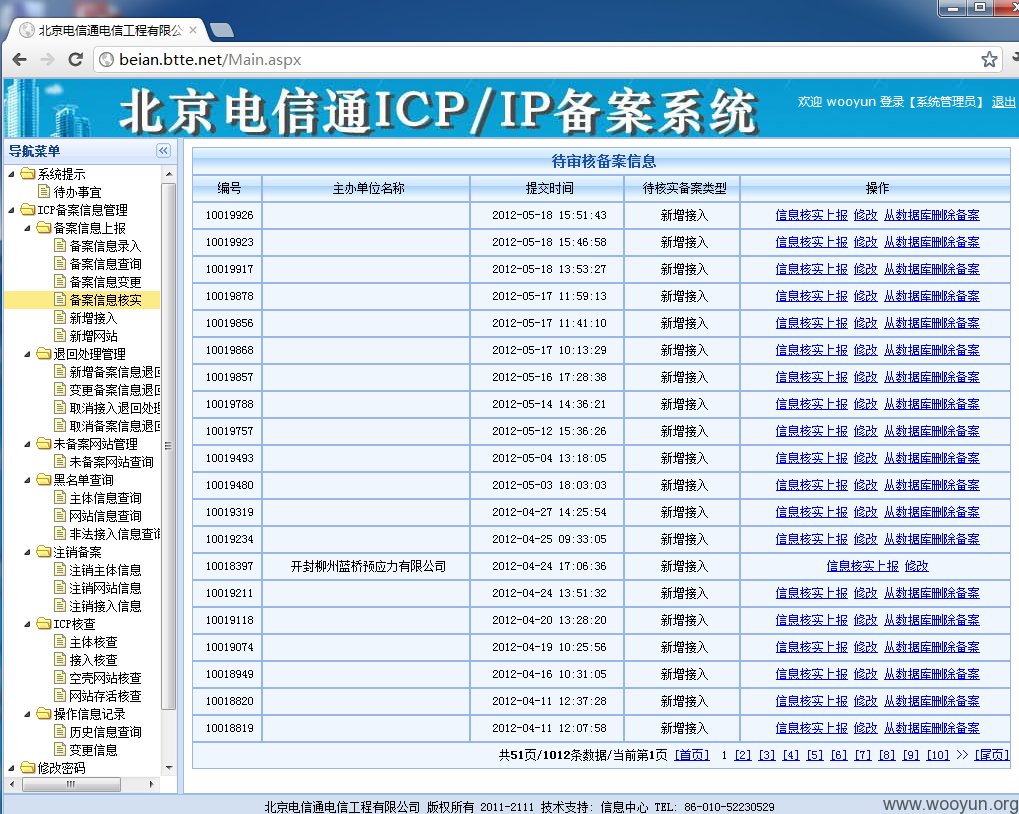 北京电信通电信工程有限公
beian.btte.net/Main.aspx
北京电信通ICP/IP备案系统
欢迎 wooyun 登录【系统管理员】 退出
导航菜单
系统提示
待办事宜
ICP备案信息管理
备案信息上报
备案信息录入
备案信息查询
备案信息变更
备案信息核实
新增接入
新增网站
退回处理管理
新增备案信息退回
变更备案信息退回
取消接入退回处理
取消备案信息退回
未备案网站管理
未备案网站查询
黑名单查询
主体信息查询
网站信息查询
非法接入信息查询
注销备案
注销主体信息
注销网站信息
注销接入信息
ICP核查
主体核查
接入核查
空壳网站核查
网站存活核查
操作信息记录
历史信息查询
变更信息
修改密码
待审核备案信息
编号 主办单位名称 提交时间 待核实备案类型 操作
10019926 2012-05-18 15:51:43 新增接入 信息核实上报 修改 从数据库删除备案
10019923 2012-05-18 15:46:58 新增接入 信息核实上报 修改 从数据库删除备案
10019917 2012-05-18 13:53:27 新增接入 信息核实上报 修改 从数据库删除备案
10019878 2012-05-17 11:59:13 新增接入 信息核实上报 修改 从数据库删除备案
10019856 2012-05-17 11:41:10 新增接入 信息核实上报 修改 从数据库删除备案
10019868 2012-05-17 10:13:29 新增接入 信息核实上报 修改 从数据库删除备案
10019857 2012-05-16 17:28:38 新增接入 信息核实上报 修改 从数据库删除备案
10019788 2012-05-14 14:36:21 新增接入 信息核实上报 修改 从数据库删除备案
10019757 2012-05-12 15:36:26 新增接入 信息核实上报 修改 从数据库删除备案
10019493 2012-05-04 13:18:05 新增接入 信息核实上报 修改 从数据库删除备案
10019480 2012-05-03 18:03:03 新增接入 信息核实上报 修改 从数据库删除备案
10019319 2012-04-27 14:25:54 新增接入 信息核实上报 修改 从数据库删除备案
10019234 2012-04-25 09:33:05 新增接入 信息核实上报 修改 从数据库删除备案
10018397 开封柳州蓝桥预应力有限公司 2012-04-24 17:06:36 新增接入 信息核实上报 修改
10019211 2012-04-24 13:51:32 新增接入 信息核实上报 修改 从数据库删除备案
10019118 2012-04-20 13:28:20 新增接入 信息核实上报 修改 从数据库删除备案
10019074 2012-04-19 10:25:56 新增接入 信息核实上报 修改 从数据库删除备案
10018949 2012-04-16 10:31:05 新增接入 信息核实上报 修改 从数据库删除备案
10018820 2012-04-11 12:37:28 新增接入 信息核实上报 修改 从数据库删除备案
10018819 2012-04-11 12:07:58 新增接入 信息核实上报 修改 从数据库删除备案
共51页/1012条数据/当前第1页 [首页] 1 [2] [3] [4] [5] [6] [7] [8] [9] [10] >> [尾页]
北京电信通电信工程有限公司 版权所有 2011-2111 技术支持: 信息中心 TEL: 86-010-52230529
www.wooyun.org